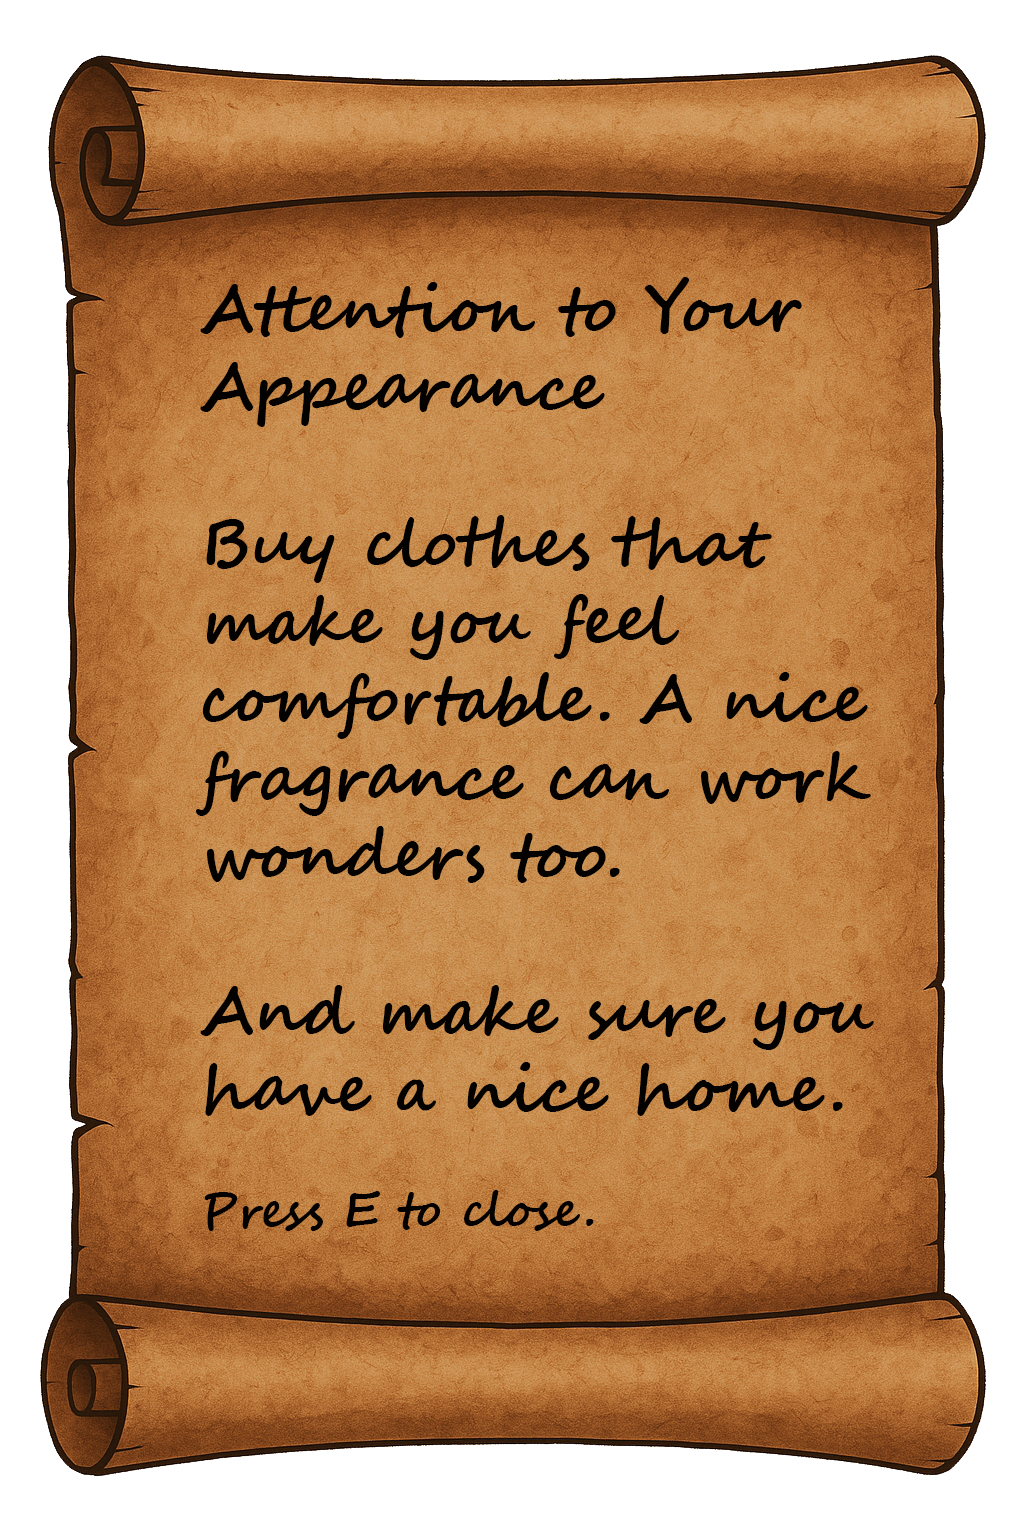 Attention to Your
Appearance
Buy clothes that
make you feel
comfortable. A nice
fragrance can work
wonders too.
And make sure you
have a nice home.
Press E to close.